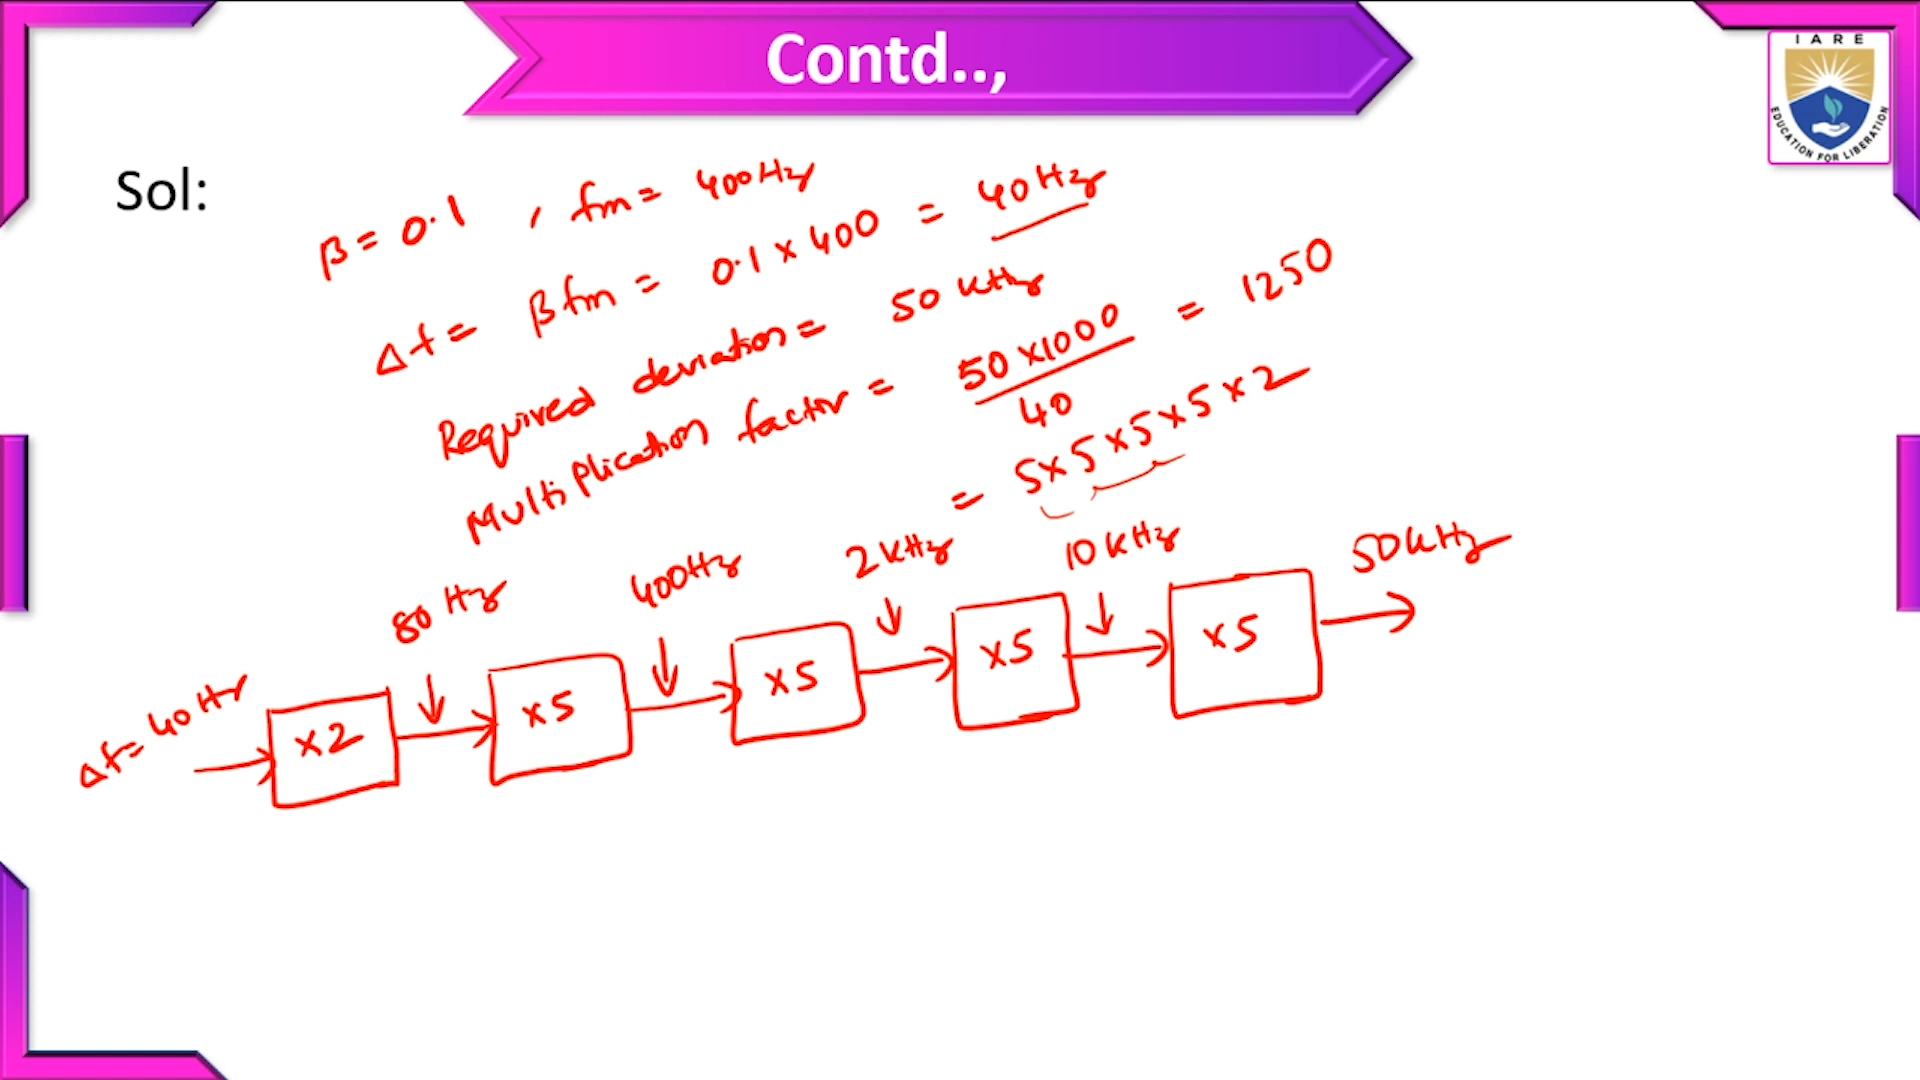 Contd..,
IARE
EDUCATION FOR LIBERATION
Sol:
β = 0.1 , fm = 400Hz
Δf = βfm = 0.1 × 400 = 40Hz
Required deviation = 50 KHz
Multiplication factor = 50×1000 / 40 = 1250
= 5×5×5×5×2
80 Hz 400Hz 2KHz 10KHz 50KHz
Δf=40Hz ×2 ×5 ×5 ×5 ×5